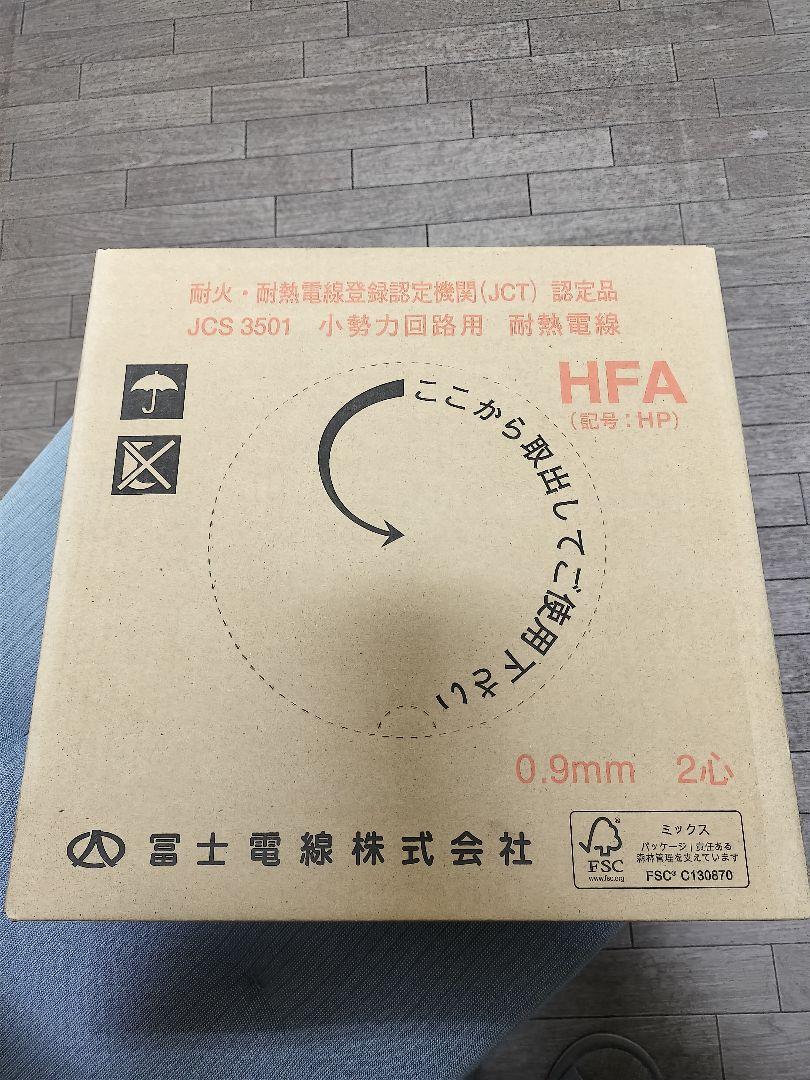 耐火・耐熱電線登録認定機関(JCT) 認定品
JCS 3501 小勢力回路用 耐熱電線
HFA
(記号:HP)
ここから取出してご使用下さい
0.9mm 2心
冨士電線株式会社
FSC®
www.fsc.org
ミックス
パッケージ | 責任ある
森林管理を支えています
FSC® C130870